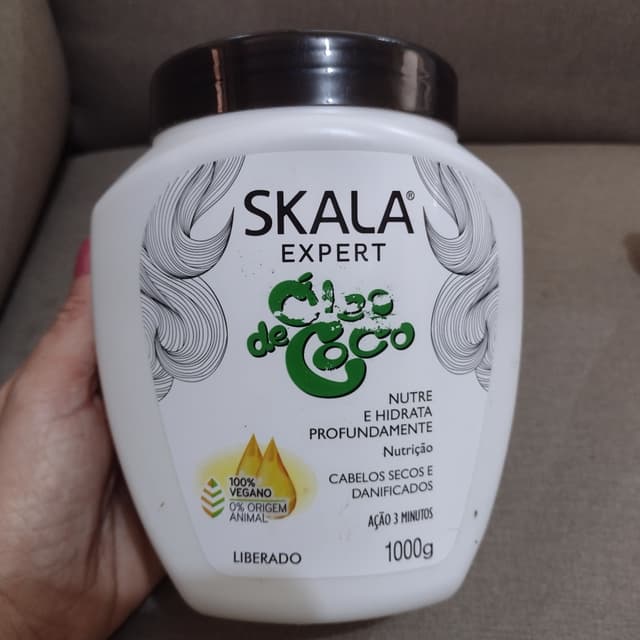 SKALA®
EXPERT
Óleo
de Coco
NUTRE
E HIDRATA
PROFUNDAMENTE
Nutrição
CABELOS SECOS E
DANIFICADOS
AÇÃO 3 MINUTOS
100%
VEGANO
0% ORIGEM
ANIMAL
LIBERADO
1000g